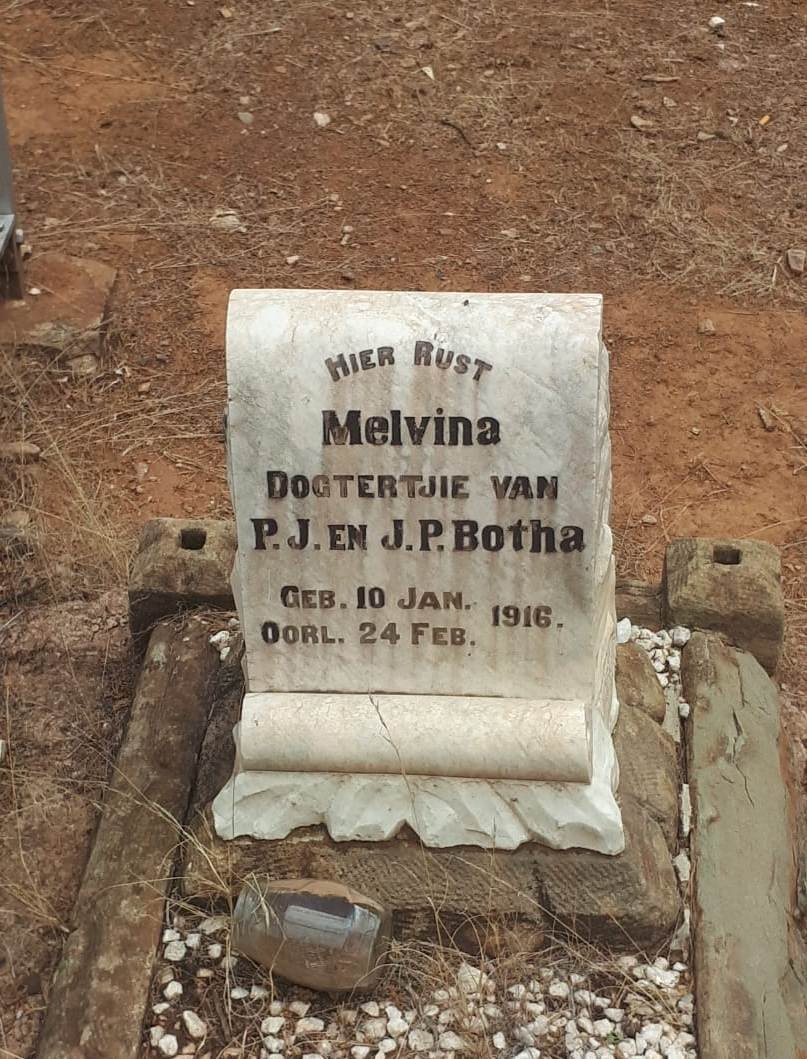 HIER RUST
Melvina
DOGTERTJIE VAN
P.J. EN J.P. Botha
GEB. 10 JAN. 1916.
OORL. 24 FEB.